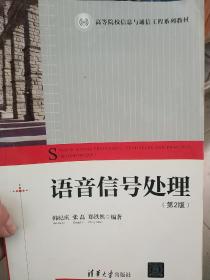 高等院校信息与通信工程系列教材
语音信号处理
(第2版)
韩纪庆 张磊 郑铁然 编著
清华大学出版社